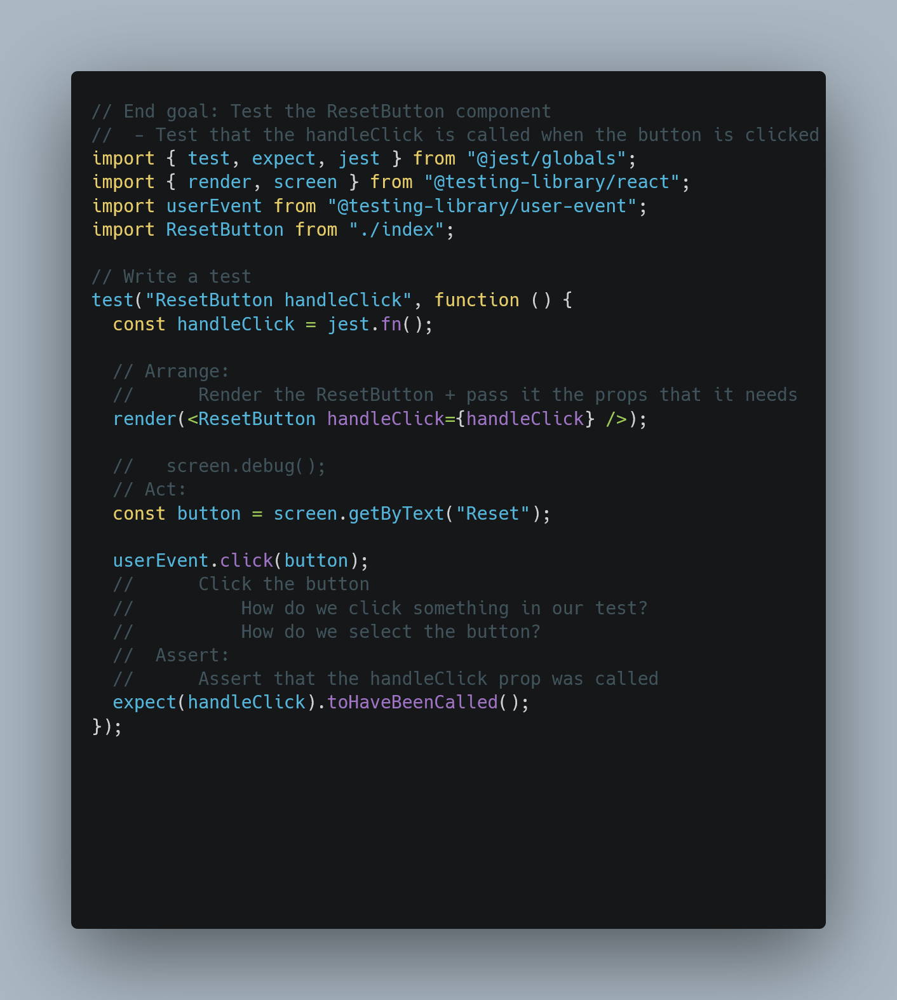 // End goal: Test the ResetButton component
//  - Test that the handleClick is called when the button is clicked
import { test, expect, jest } from "@jest/globals";
import { render, screen } from "@testing-library/react";
import userEvent from "@testing-library/user-event";
import ResetButton from "./index";

// Write a test
test("ResetButton handleClick", function () {
  const handleClick = jest.fn();

  // Arrange:
  //      Render the ResetButton + pass it the props that it needs
  render(<ResetButton handleClick={handleClick} />);

  //   screen.debug();
  // Act:
  const button = screen.getByText("Reset");

  userEvent.click(button);
  //      Click the button
  //          How do we click something in our test?
  //          How do we select the button?
  //  Assert:
  //      Assert that the handleClick prop was called
  expect(handleClick).toHaveBeenCalled();
});